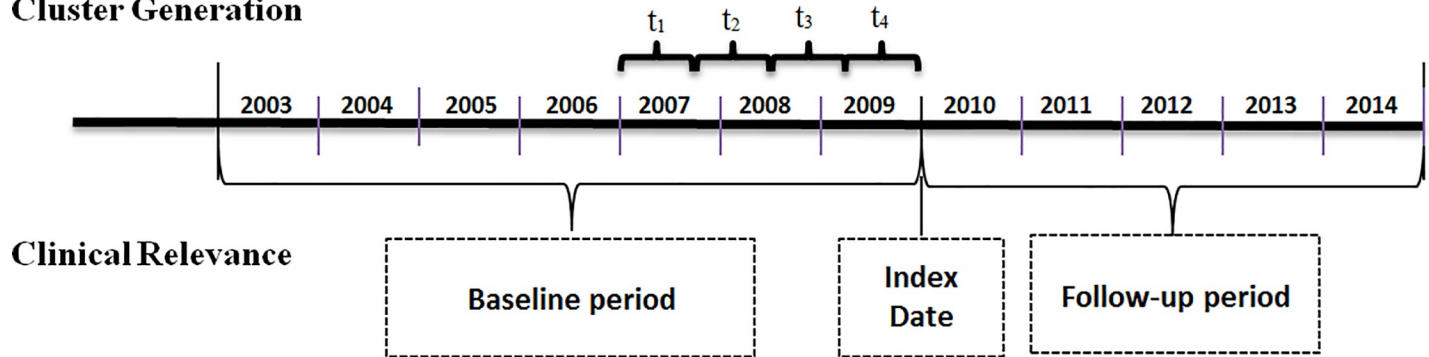 Cluster Generation
t1 t2 t3 t4
2003 2004 2005 2006 2007 2008 2009 2010 2011 2012 2013 2014
Clinical Relevance
Baseline period
Index
Date
Follow-up period